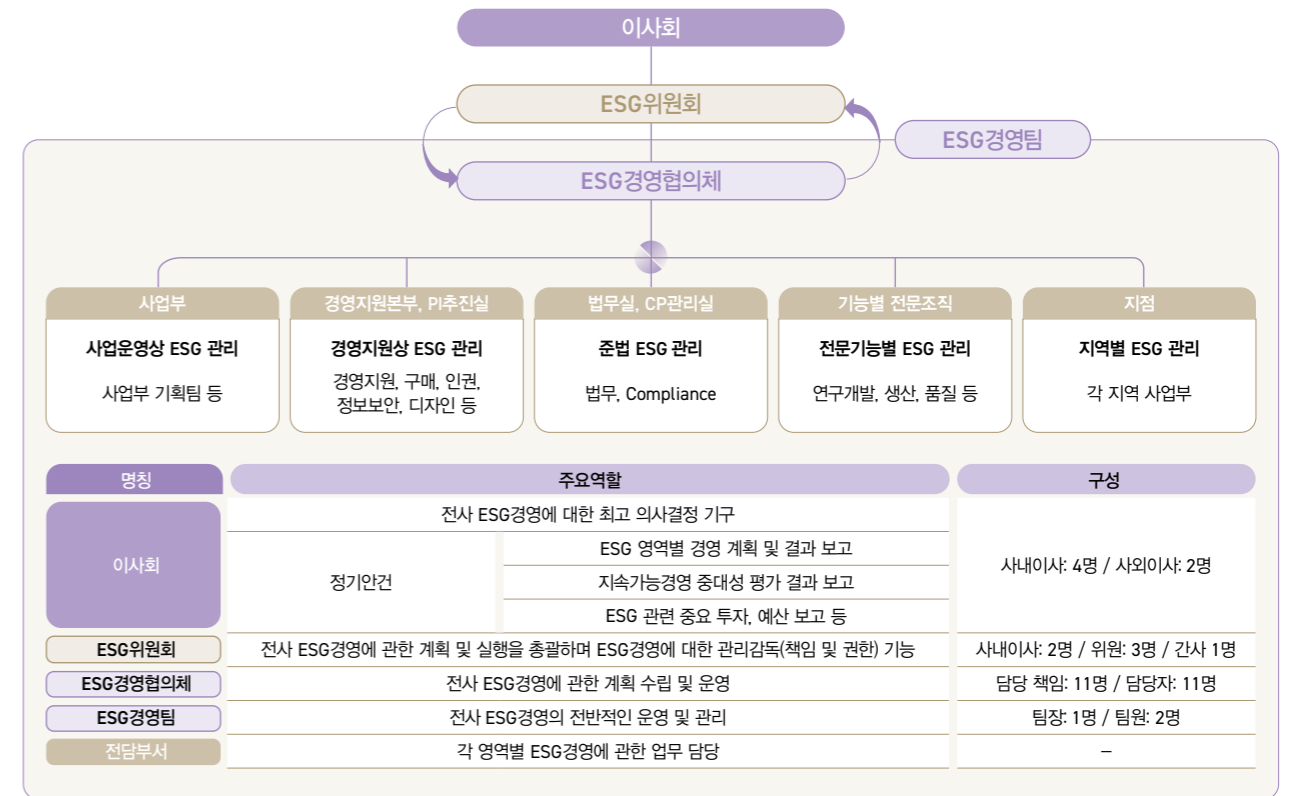 이사회
ESG위원회
ESG경영팀
ESG경영협의체
사업부
사업운영상 ESG 관리
사업부 기획팀 등
경영지원본부, PI추진실
경영지원상 ESG 관리
경영지원, 구매, 인권,
정보보안, 디자인 등
법무실, CP관리실
준법 ESG 관리
법무, Compliance
기능별 전문조직
전문기능별 ESG 관리
연구개발, 생산, 품질 등
지점
지역별 ESG 관리
각 지역 사업부
명칭 주요역할 구성
이사회
전사 ESG경영에 대한 최고 의사결정 기구
정기안건
ESG 영역별 경영 계획 및 결과 보고
지속가능경영 중대성 평가 결과 보고
ESG 관련 중요 투자, 예산 보고 등
사내이사: 4명 / 사외이사: 2명
ESG위원회 전사 ESG경영에 관한 계획 및 실행을 총괄하며 ESG경영에 대한 관리감독(책임 및 권한) 기능 사내이사: 2명 / 위원: 3명 / 간사 1명
ESG경영협의체 전사 ESG경영에 관한 계획 수립 및 운영 담당 책임: 11명 / 담당자: 11명
ESG경영팀 전사 ESG경영의 전반적인 운영 및 관리 팀장: 1명 / 팀원: 2명
전담부서 각 영역별 ESG경영에 관한 업무 담당 –